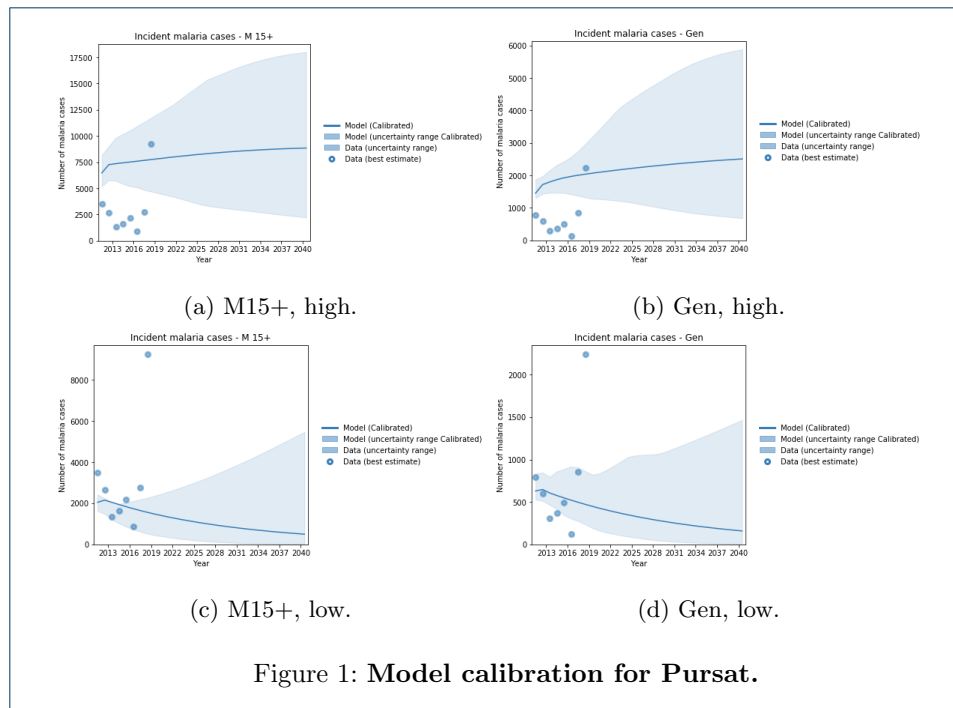 Incident malaria cases - M 15+
17500
15000
12500
10000
7500
5000
2500
0
Number of malaria cases
2013 2016 2019 2022 2025 2028 2031 2034 2037 2040
Year
Model (Calibrated)
Model (uncertainty range Calibrated)
Data (uncertainty range)
Data (best estimate)
(a) M15+, high.
Incident malaria cases - Gen
6000
5000
4000
3000
2000
1000
0
Number of malaria cases
2013 2016 2019 2022 2025 2028 2031 2034 2037 2040
Year
Model (Calibrated)
Model (uncertainty range Calibrated)
Data (uncertainty range)
Data (best estimate)
(b) Gen, high.
Incident malaria cases - M 15+
8000
6000
4000
2000
0
Number of malaria cases
2013 2016 2019 2022 2025 2028 2031 2034 2037 2040
Year
Model (Calibrated)
Model (uncertainty range Calibrated)
Data (uncertainty range)
Data (best estimate)
(c) M15+, low.
Incident malaria cases - Gen
2000
1500
1000
500
0
Number of malaria cases
2013 2016 2019 2022 2025 2028 2031 2034 2037 2040
Year
Model (Calibrated)
Model (uncertainty range Calibrated)
Data (uncertainty range)
Data (best estimate)
(d) Gen, low.
Figure 1: Model calibration for Pursat.